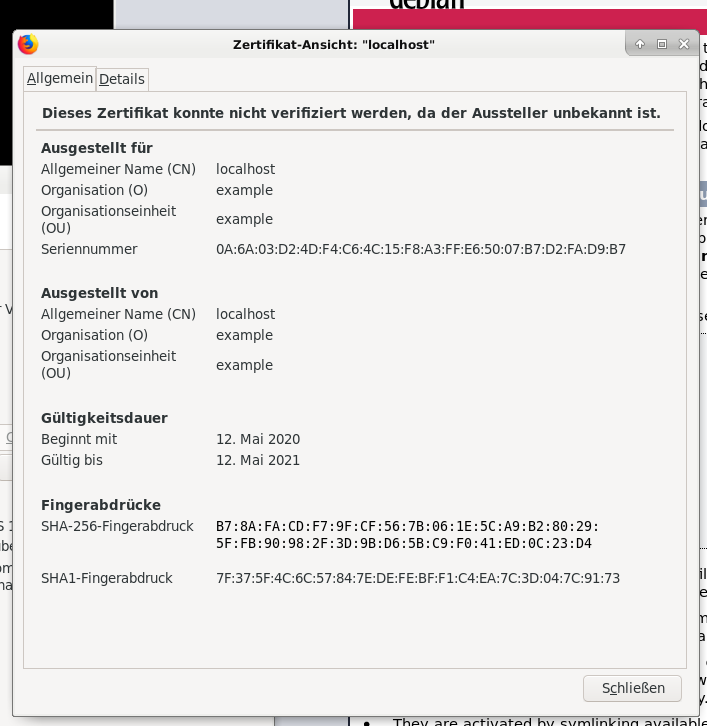 debian
Zertifikat-Ansicht: "localhost"
Allgemein Details
Dieses Zertifikat konnte nicht verifiziert werden, da der Aussteller unbekannt ist.
Ausgestellt für
Allgemeiner Name (CN) localhost
Organisation (O) example
Organisationseinheit
(OU) example
Seriennummer 0A:6A:03:D2:4D:F4:C6:4C:15:F8:A3:FF:E6:50:07:B7:D2:FA:D9:B7
Ausgestellt von
Allgemeiner Name (CN) localhost
Organisation (O) example
Organisationseinheit
(OU) example
Gültigkeitsdauer
Beginnt mit 12. Mai 2020
Gültig bis 12. Mai 2021
Fingerabdrücke
SHA-256-Fingerabdruck B7:8A:FA:CD:F7:9F:CF:56:7B:06:1E:5C:A9:B2:80:29:
5F:FB:90:98:2F:3D:9B:D6:5B:C9:F0:41:ED:0C:23:D4
SHA1-Fingerabdruck 7F:37:5F:4C:6C:57:84:7E:DE:FE:BF:F1:C4:EA:7C:3D:04:7C:91:73
Schließen
They are activated by symlinking available